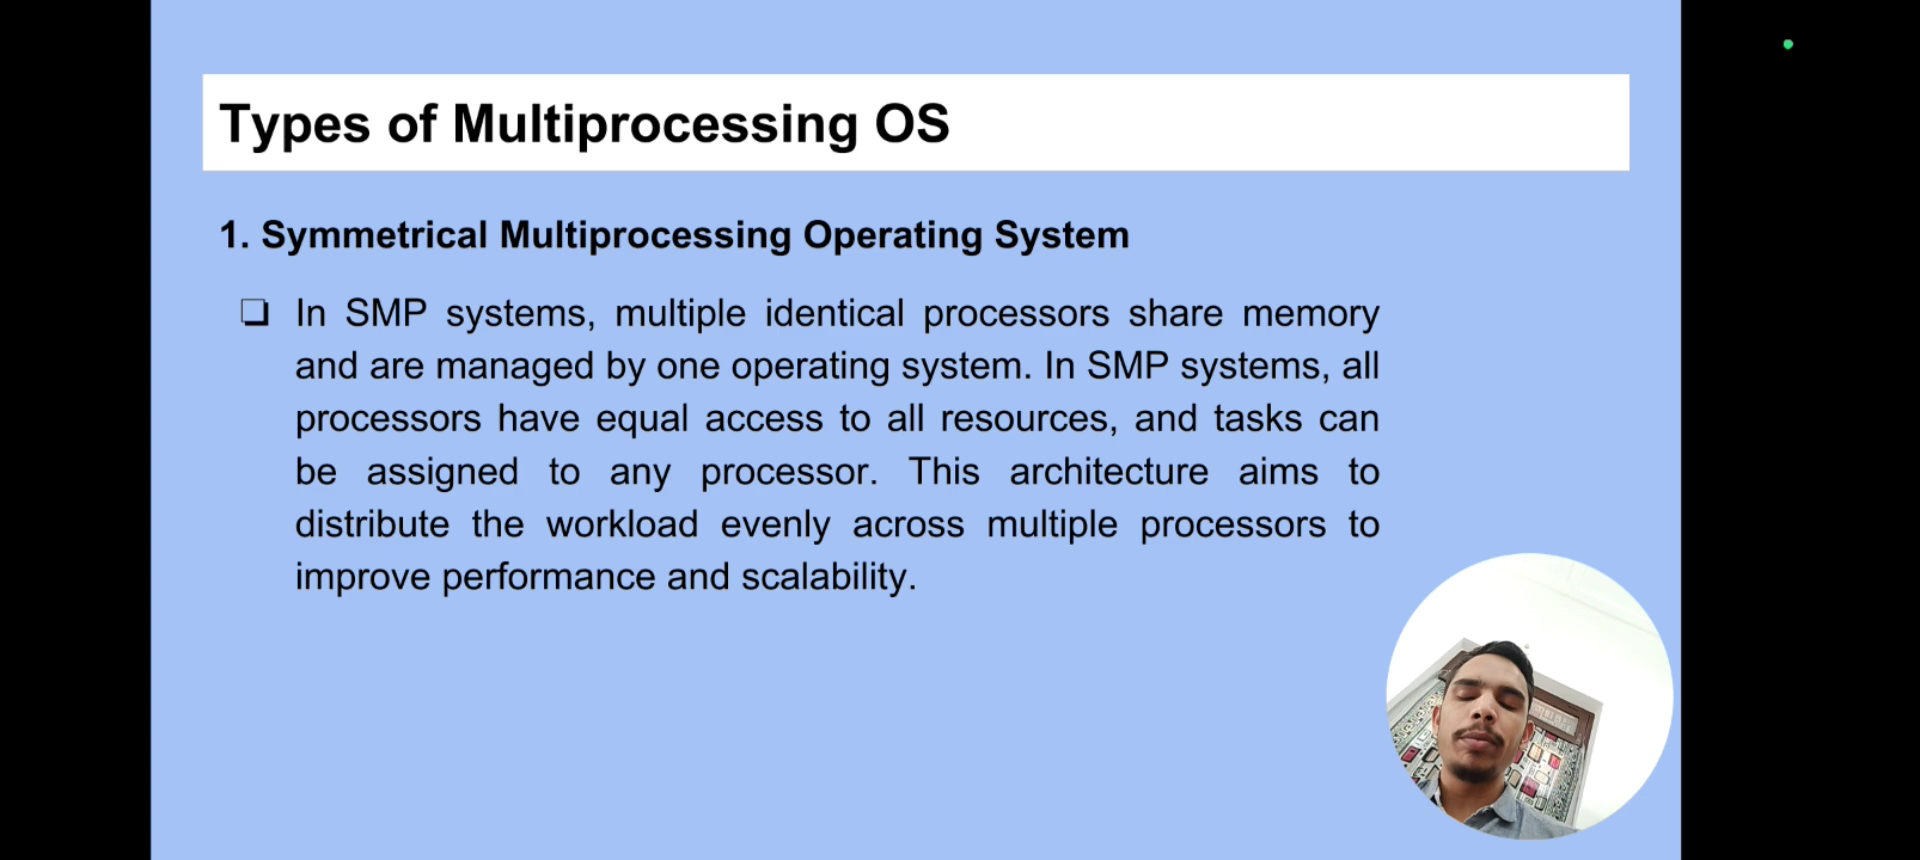 Types of Multiprocessing OS
1. Symmetrical Multiprocessing Operating System
In SMP systems, multiple identical processors share memory
and are managed by one operating system. In SMP systems, all
processors have equal access to all resources, and tasks can
be assigned to any processor. This architecture aims to
distribute the workload evenly across multiple processors to
improve performance and scalability.